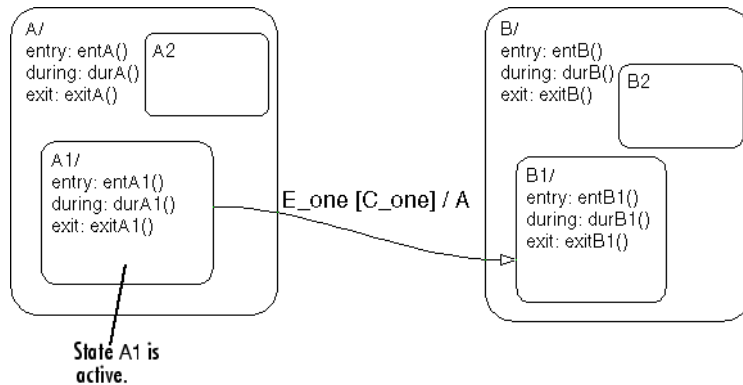 A/
entry: entA()
during: durA()
exit: exitA()
A2
A1/
entry: entA1()
during: durA1()
exit: exitA1()
State A1 is
active.
E_one [C_one] / A
B/
entry: entB()
during: durB()
exit: exitB()
B2
B1/
entry: entB1()
during: durB1()
exit: exitB1()